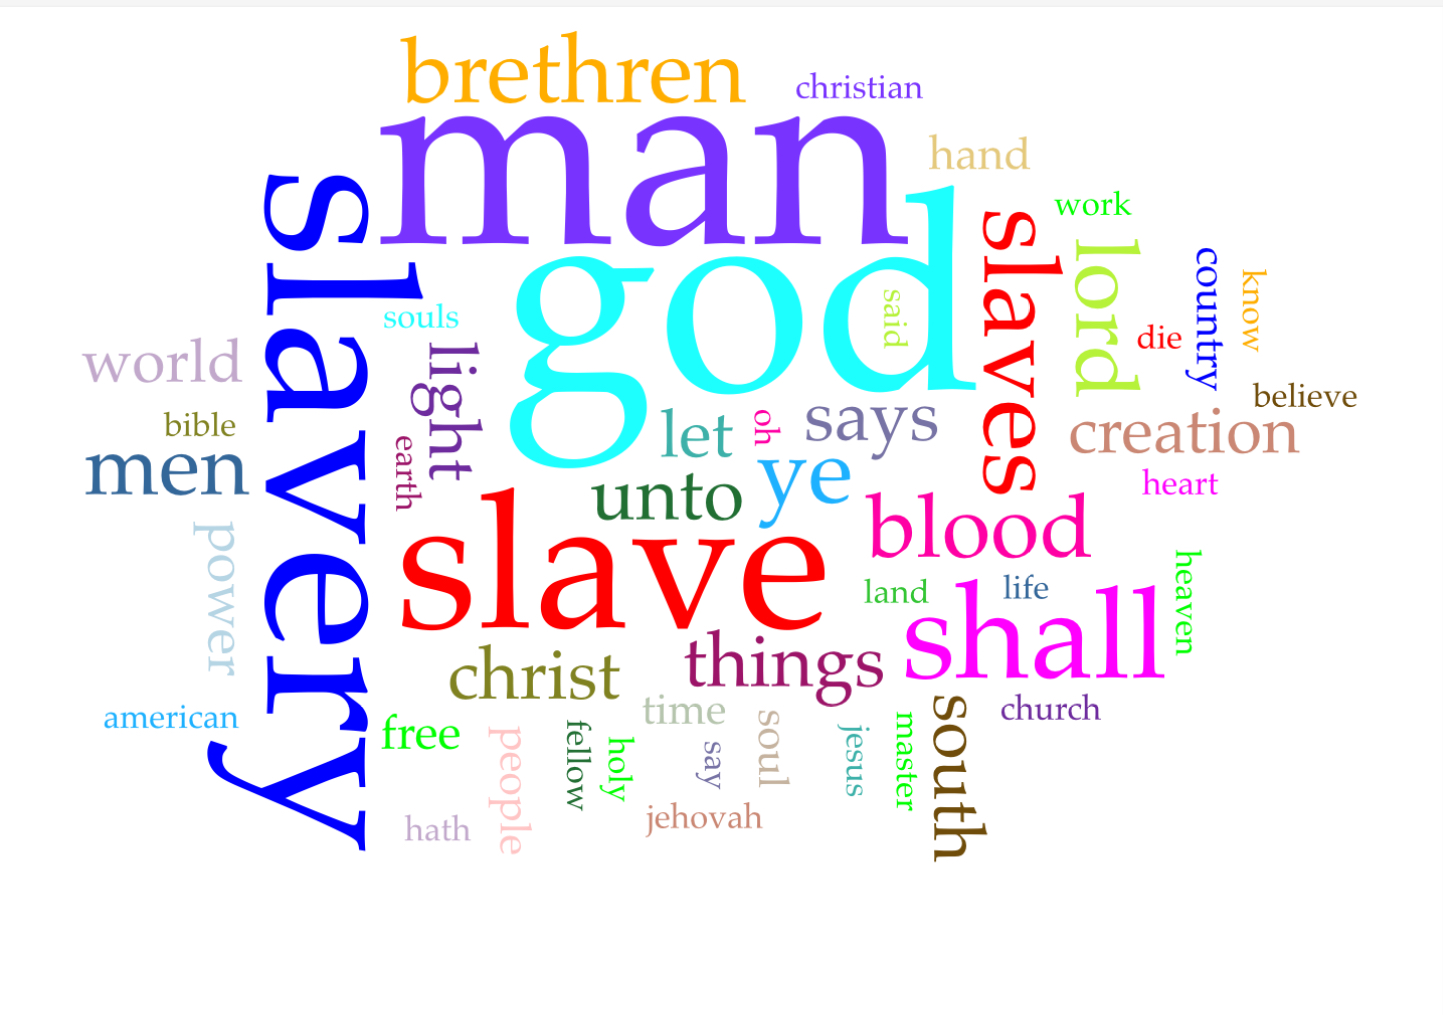 brethren
christian
man
hand
slavery
god
slaves
work
lord
country
know
souls
said
die
world
light
believe
bible
let
oh
says
creation
men
earth
unto
ye
heart
power
slave
blood
land
life
shall
heaven
christ
things
american
free
people
fellow
holy
time
say
soul
jesus
master
south
church
hath
jehovah